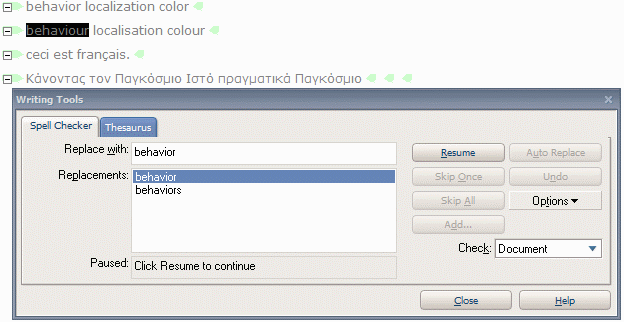 behavior localization color
behaviour localisation colour
ceci est français.
Κάνοντας τον Παγκόσμιο Ιστό πραγματικά Παγκόσμιο
Writing Tools
Spell Checker Thesaurus
Replace with: behavior
Resume Auto Replace
Replacements: behavior
behaviors
Skip Once Undo
Skip All Options
Add...
Check: Document
Paused: Click Resume to continue
Close Help